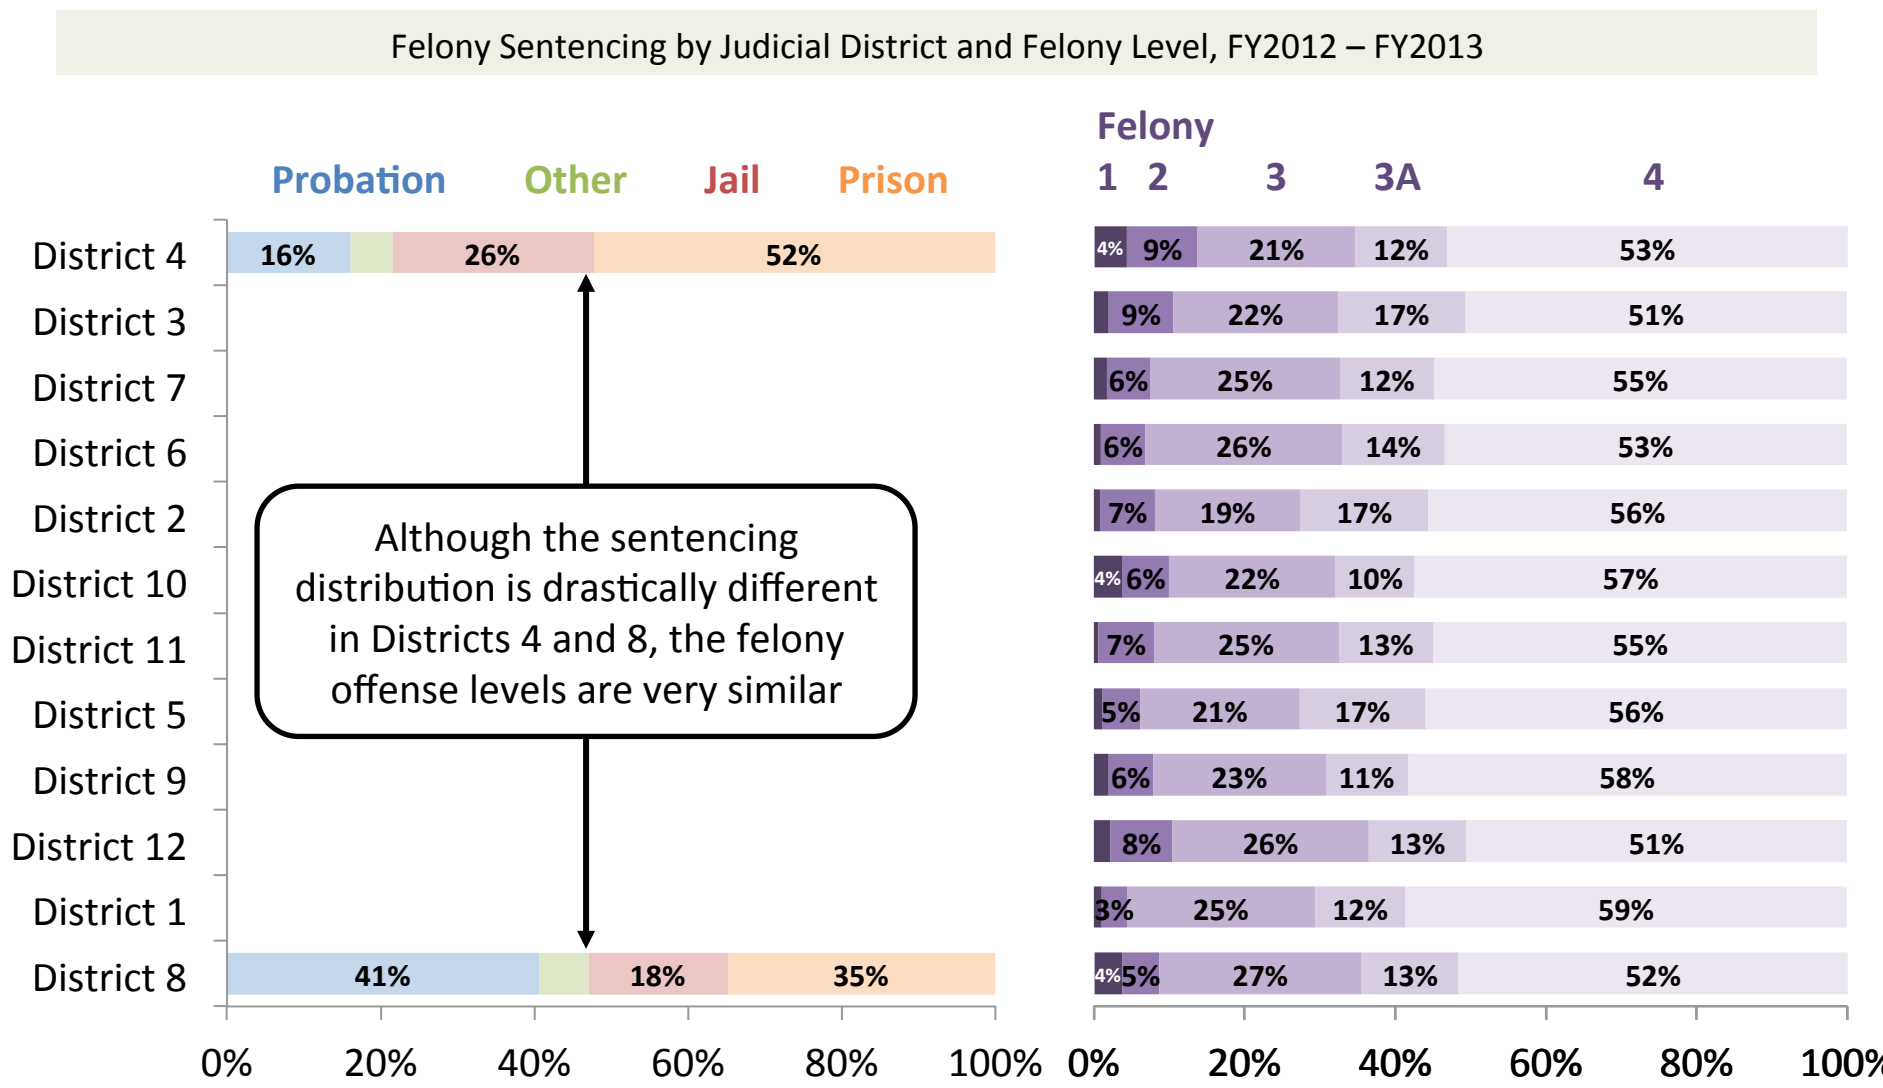 Felony Sentencing by Judicial District and Felony Level, FY2012 – FY2013
Felony
Probation Other Jail Prison
1 2 3 3A 4
District 4 16% 26% 52% 4% 9% 21% 12% 53%
District 3 9% 22% 17% 51%
District 7 6% 25% 12% 55%
District 6 6% 26% 14% 53%
District 2 7% 19% 17% 56%
District 10 4% 6% 22% 10% 57%
District 11 7% 25% 13% 55%
District 5 5% 21% 17% 56%
District 9 6% 23% 11% 58%
District 12 8% 26% 13% 51%
District 1 3% 25% 12% 59%
District 8 41% 18% 35% 4% 5% 27% 13% 52%
Although the sentencing
distribution is drastically different
in Districts 4 and 8, the felony
offense levels are very similar
0% 20% 40% 60% 80% 100% 0% 20% 40% 60% 80% 100%